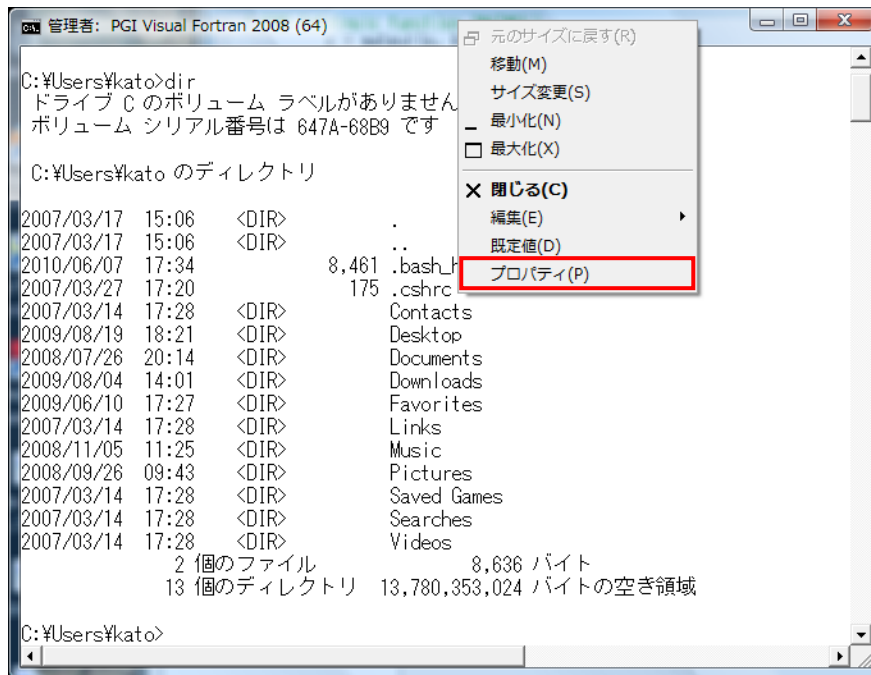 管理者: PGI Visual Fortran 2008 (64)
元のサイズに戻す(R)
移動(M)
サイズ変更(S)
最小化(N)
最大化(X)
閉じる(C)
編集(E)
既定値(D)
プロパティ(P)
C:¥Users¥kato>dir
ドライブ C のボリューム ラベルがありません
ボリューム シリアル番号は 647A-68B9 です
C:¥Users¥kato のディレクトリ
2007/03/17 15:06 <DIR> .
2007/03/17 15:06 <DIR> ..
2010/06/07 17:34 8,461 .bash_h
2007/03/27 17:20 175 .cshrc
2007/03/14 17:28 <DIR> Contacts
2009/08/19 18:21 <DIR> Desktop
2008/07/26 20:14 <DIR> Documents
2009/08/04 14:01 <DIR> Downloads
2009/06/10 17:27 <DIR> Favorites
2007/03/14 17:28 <DIR> Links
2008/11/05 11:25 <DIR> Music
2008/09/26 09:43 <DIR> Pictures
2007/03/14 17:28 <DIR> Saved Games
2007/03/14 17:28 <DIR> Searches
2007/03/14 17:28 <DIR> Videos
2 個のファイル 8,636 バイト
13 個のディレクトリ 13,780,353,024 バイトの空き領域
C:¥Users¥kato>